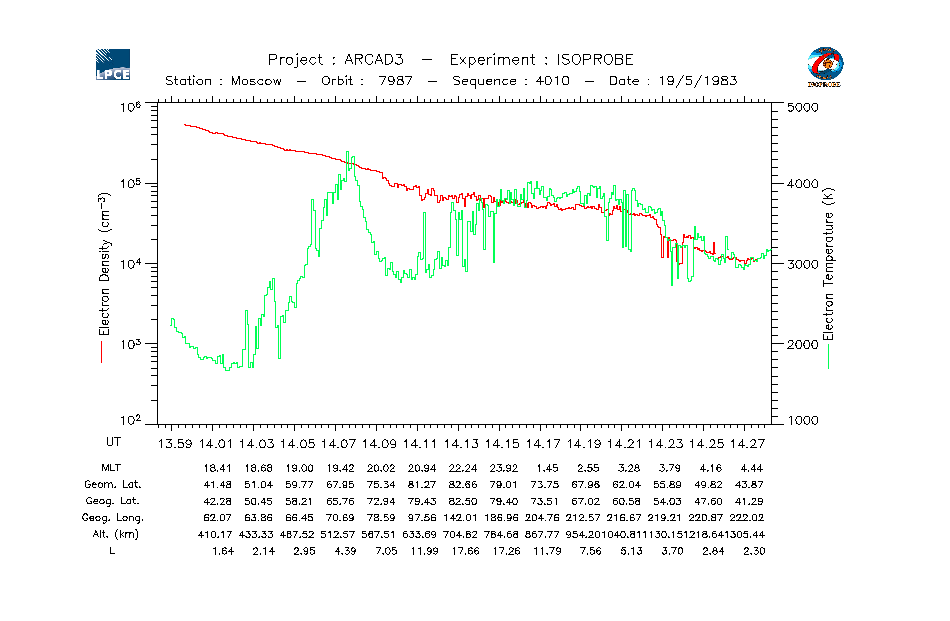 LPCE
Project : ARCAD3 — Experiment : ISOPROBE
ISOPROBE
Station : Moscow — Orbit : 7987 — Sequence : 4010 — Date : 19/5/1983
10^6 5000
10^5 4000
10^4 3000
10^3 2000
10^2 1000
Electron Density (cm^-3)
Electron Temperature (K)
UT 13.59 14.01 14.03 14.05 14.07 14.09 14.11 14.13 14.15 14.17 14.19 14.21 14.23 14.25 14.27
MLT 18.41 18.68 19.00 19.42 20.02 20.94 22.24 23.92 1.45 2.55 3.28 3.79 4.16 4.44
Geom. Lat. 41.48 51.04 59.77 67.95 75.34 81.27 82.66 79.01 73.75 67.98 62.04 55.89 49.82 43.87
Geog. Lat. 42.28 50.45 58.21 65.76 72.94 79.43 82.50 79.40 73.51 67.02 60.58 54.03 47.60 41.29
Geog. Long. 62.07 63.86 66.45 70.69 78.59 97.56 142.01 186.96 204.76 212.57 216.67 219.21 220.87 222.02
Alt. (km) 410.17 433.33 467.52 512.57 567.51 633.69 704.62 784.68 867.77 954.20 1040.81 1130.15 1218.64 1305.44
L 1.64 2.14 2.95 4.39 7.05 11.99 17.66 17.26 11.79 7.56 5.13 3.70 2.84 2.30